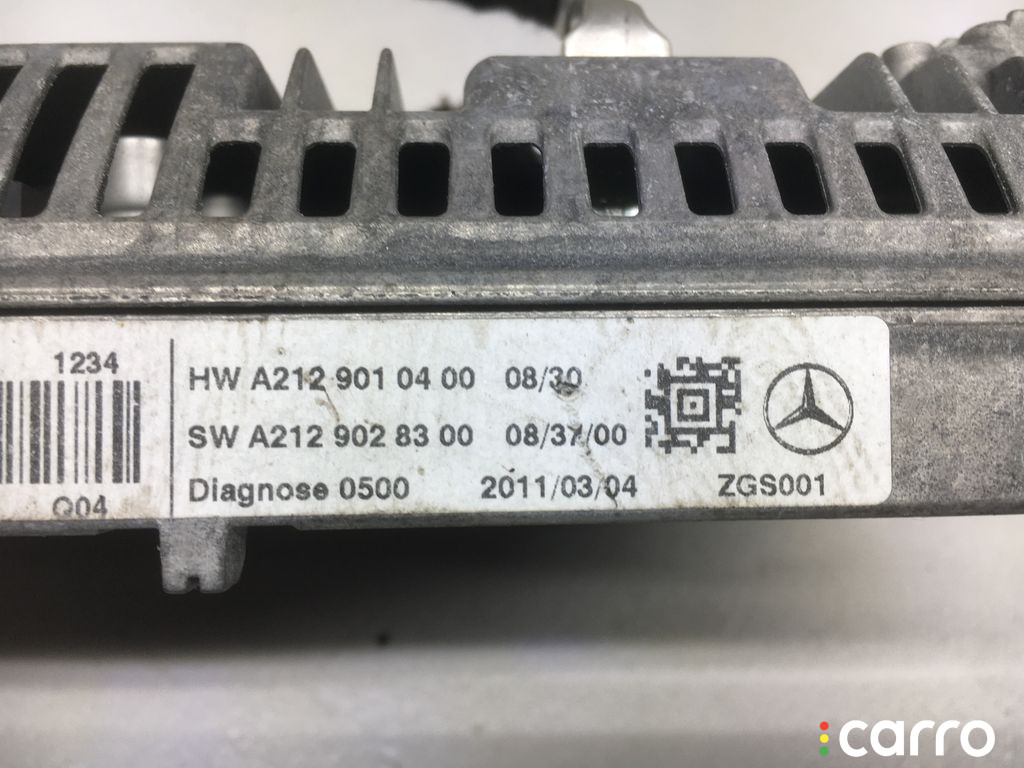 1234
HW A212 901 04 00 08/30
SW A212 902 83 00 08/37/00
Diagnose 0500 2011/03/04 ZGS001
Q04
carro